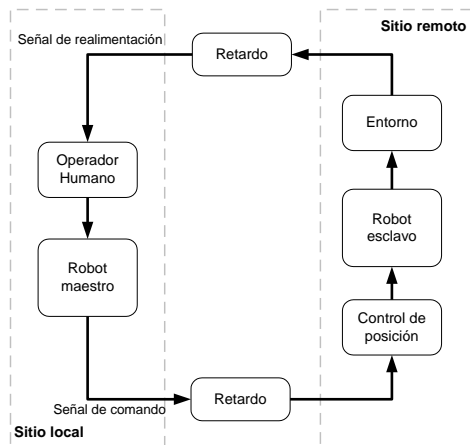 Sitio remoto
Señal de realimentación
Retardo
Entorno
Operador
Humano
Robot
esclavo
Robot
maestro
Control de
posición
Señal de comando
Retardo
Sitio local